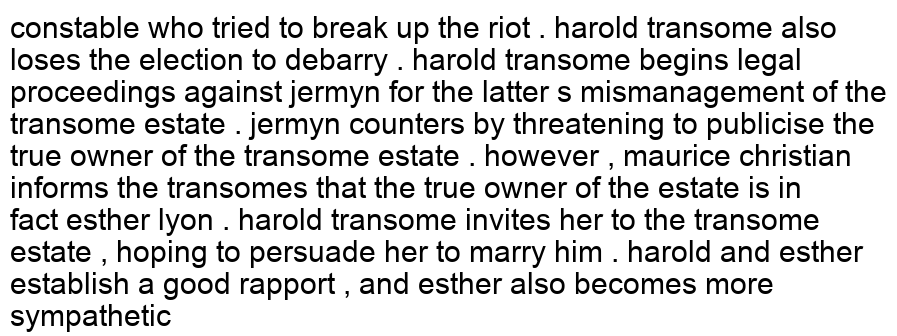 constable who tried to break up the riot . harold transome also
loses the election to debarry . harold transome begins legal
proceedings against jermyn for the latter s mismanagement of the
transome estate . jermyn counters by threatening to publicise the
true owner of the transome estate . however , maurice christian
informs the transomes that the true owner of the estate is in
fact esther lyon . harold transome invites her to the transome
estate , hoping to persuade her to marry him . harold and esther
establish a good rapport , and esther also becomes more
sympathetic